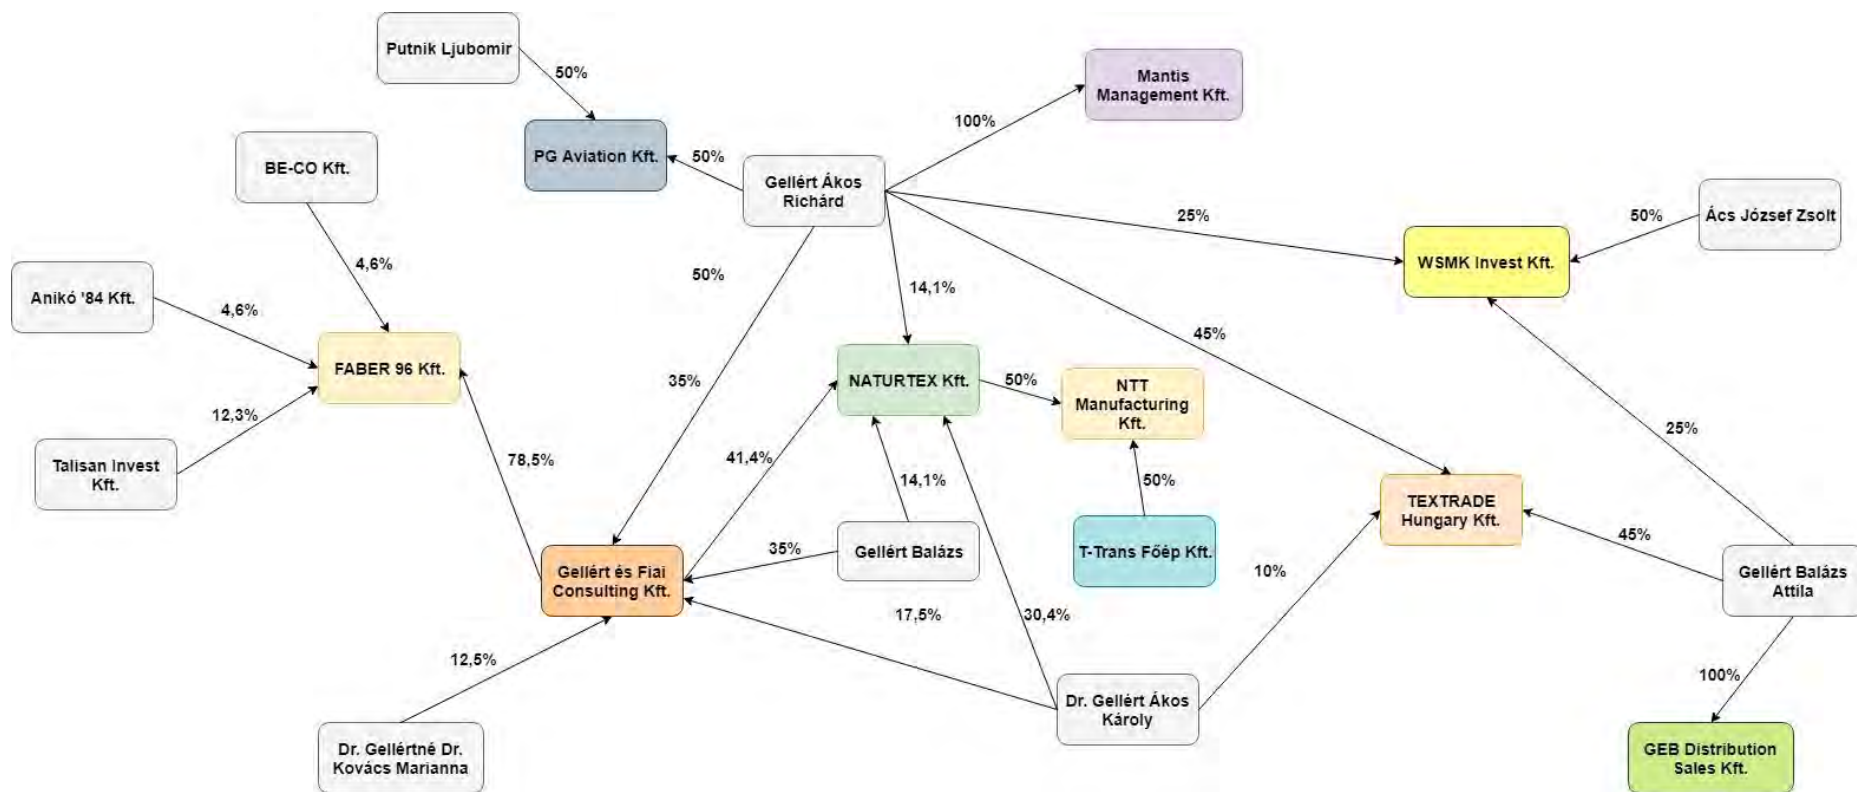 Putnik Ljubomir
50%
Mantis
Management Kft.
100%
PG Aviation Kft.
50%
BE-CO Kft.
Gellért Ákos
Richárd
25%
50%
Ács József Zsolt
WSMK Invest Kft.
4,6%
50%
Anikó '84 Kft.
4,6%
14,1%
45%
FABER 96 Kft.
35%
NATURTEX Kft.
50%
NTT
Manufacturing
Kft.
12,3%
25%
Talisan Invest
Kft.
78,5%
41,4%
14,1%
50%
TEXTRADE
Hungary Kft.
35%
Gellért Balázs
T-Trans Főép Kft.
45%
Gellért és Fiai
Consulting Kft.
10%
Gellért Balázs
Attila
17,5%
30,4%
12,5%
100%
Dr. Gellért Ákos
Károly
Dr. Gellértné Dr.
Kovács Marianna
GEB Distribution
Sales Kft.